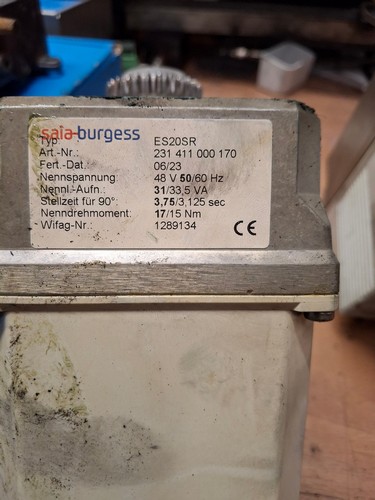 saia-burgess
Typ: ES20SR
Art.-Nr.: 231 411 000 170
Fert.-Dat.: 06/23
Nennspannung: 48 V 50/60 Hz
Nennl.-Aufn.: 31/33,5 VA
Stellzeit für 90°: 3,75/3,125 sec
Nenndrehmoment: 17/15 Nm
Wifag-Nr.: 1289134
CE